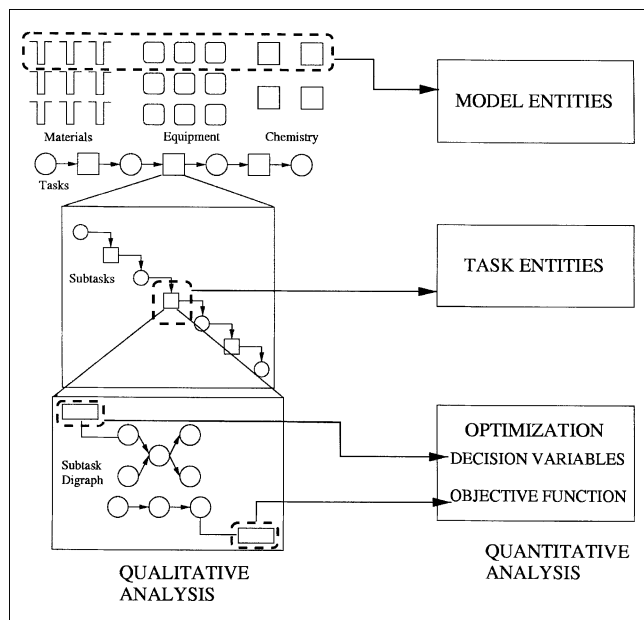 MODEL ENTITIES
Materials
Equipment
Chemistry
Tasks
Subtasks
TASK ENTITIES
OPTIMIZATION
DECISION VARIABLES
OBJECTIVE FUNCTION
Subtask
Digraph
QUALITATIVE
ANALYSIS
QUANTITATIVE
ANALYSIS